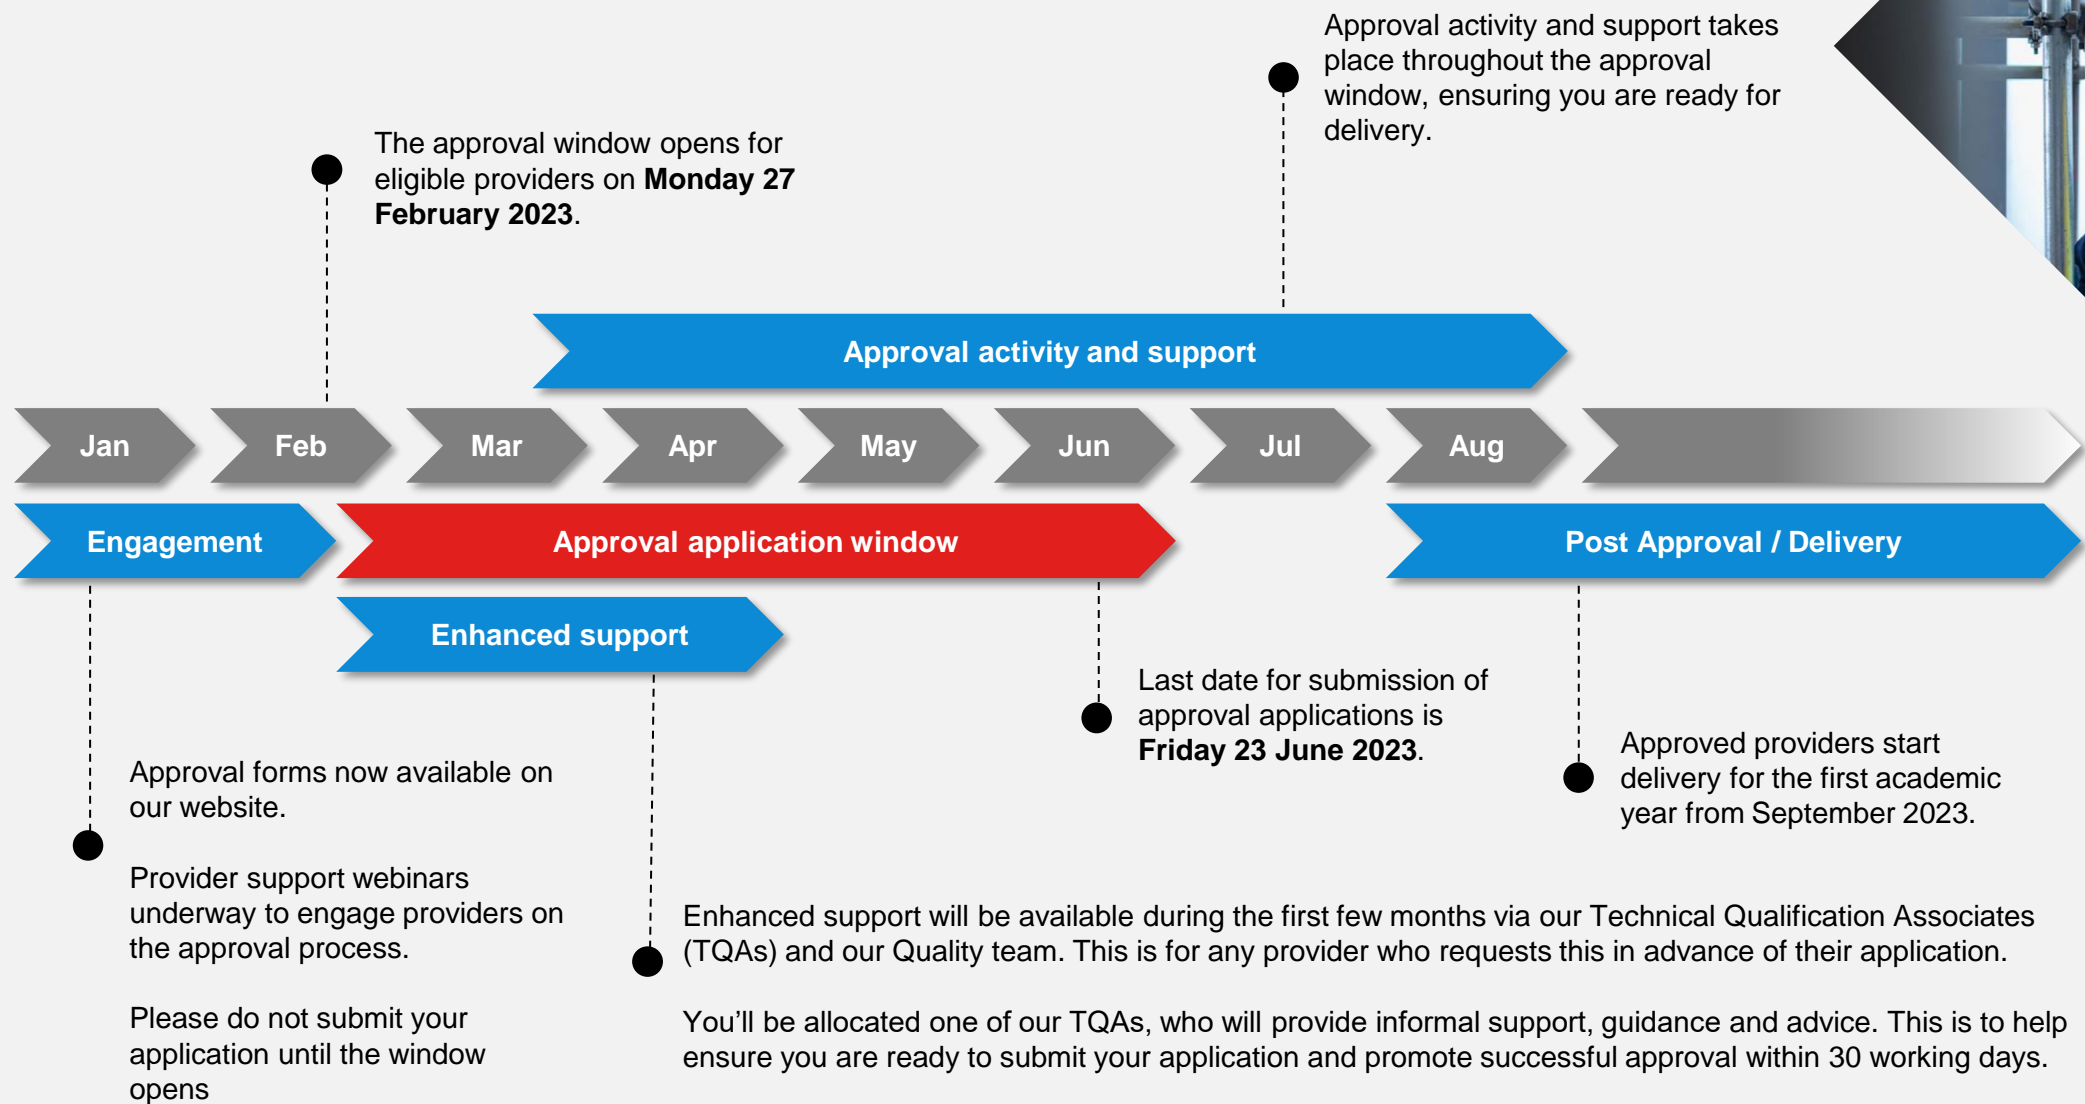 Approval activity and support takes
place throughout the approval
window, ensuring you are ready for
delivery.
The approval window opens for
eligible providers on Monday 27
February 2023.
Approval activity and support
Jan
Feb
Mar
Apr
May
Jun
Jul
Aug
Engagement
Approval application window
Post Approval / Delivery
Enhanced support
Last date for submission of
approval applications is
Friday 23 June 2023.
Approved providers start
delivery for the first academic
year from September 2023.
Approval forms now available on
our website.
Provider support webinars
underway to engage providers on
the approval process.
Please do not submit your
application until the window
opens
Enhanced support will be available during the first few months via our Technical Qualification Associates
(TQAs) and our Quality team. This is for any provider who requests this in advance of their application.
You’ll be allocated one of our TQAs, who will provide informal support, guidance and advice. This is to help
ensure you are ready to submit your application and promote successful approval within 30 working days.